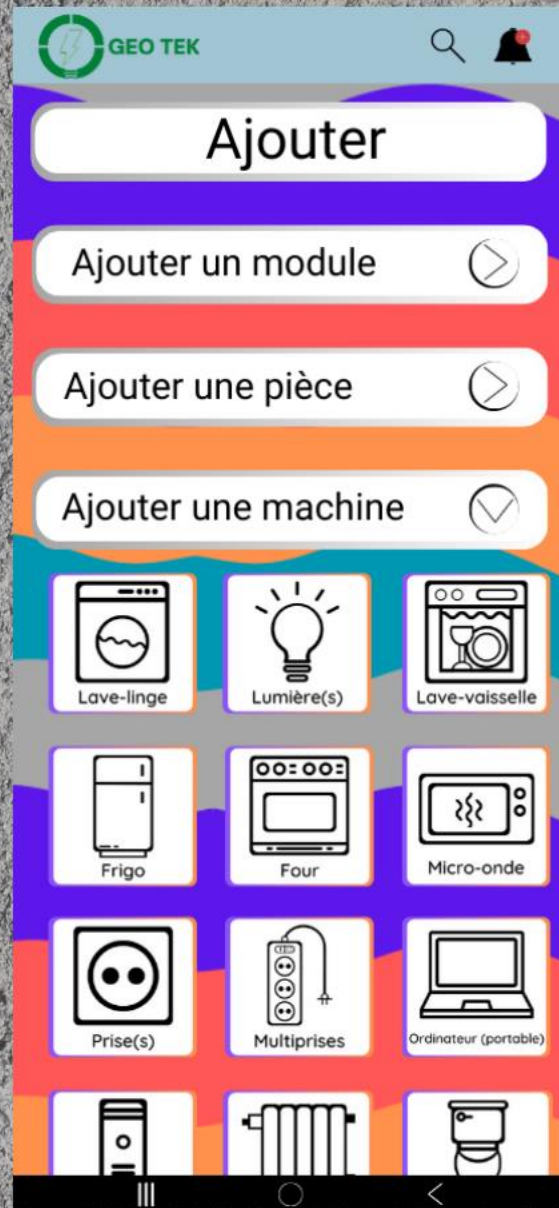 GEO TEK
Ajouter
Ajouter un module
Ajouter une pièce
Ajouter une machine
Lave-linge
Lumière(s)
Lave-vaisselle
Frigo
Four
Micro-onde
Prise(s)
Multiprises
Ordinateur (portable)